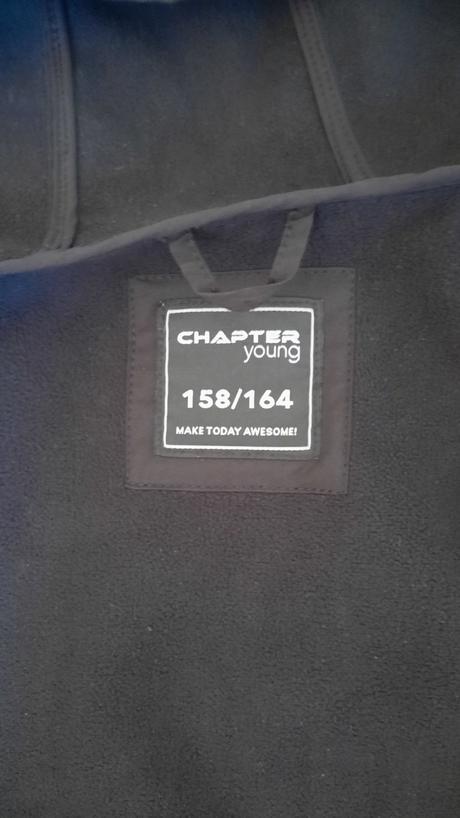 CHAPTER
young
158/164
MAKE TODAY AWESOME!